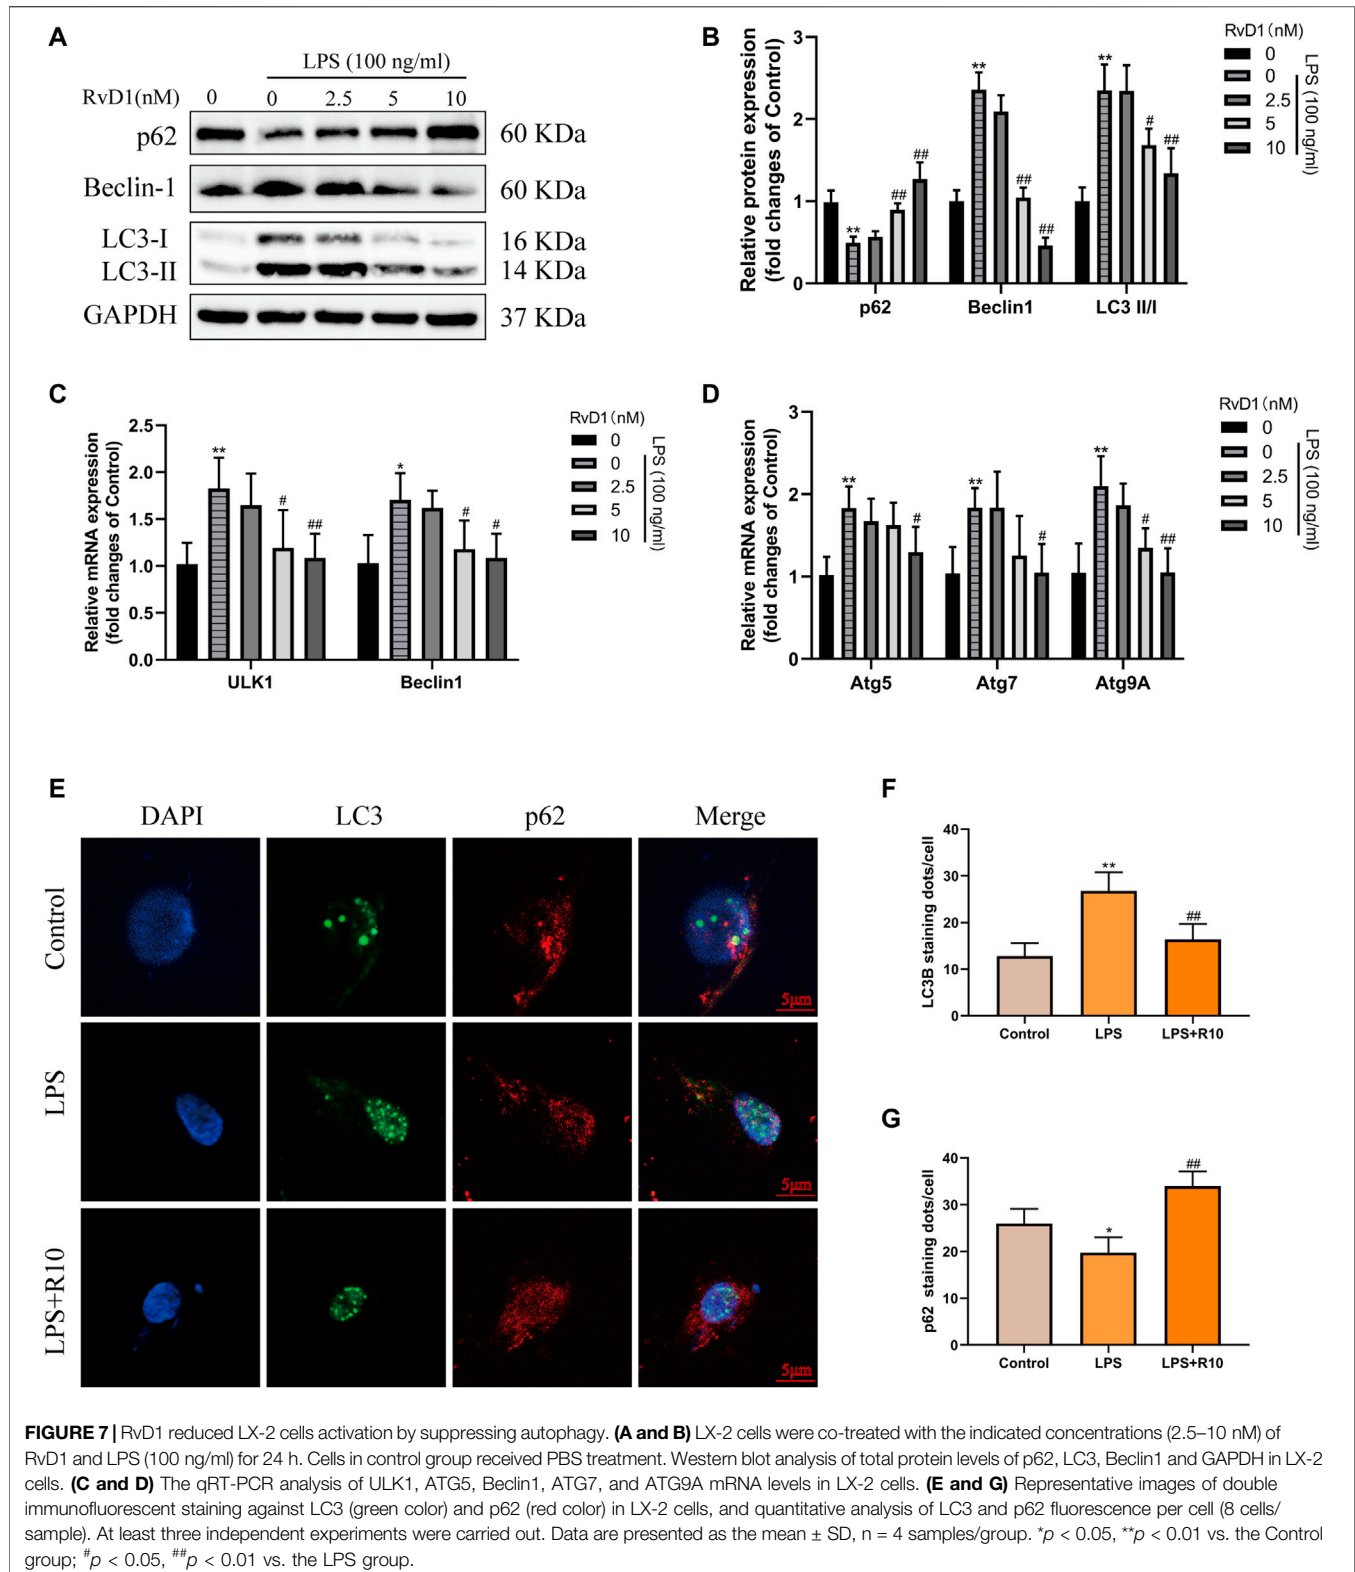 A
LPS (100 ng/ml)
RvD1(nM) 0 0 2.5 5 10
p62 60 KDa
Beclin-1 60 KDa
LC3-I 16 KDa
LC3-II 14 KDa
GAPDH 37 KDa
B
Relative protein expression
(fold changes of Control)
3
2
1
0
** ** ## ##
** ## ##
** # ##
p62 Beclin1 LC3 II/I
RvD1(nM)
0
0
2.5
5
10
LPS (100 ng/ml)
C
Relative mRNA expression
(fold changes of Control)
2.5
2.0
1.5
1.0
0.5
0.0
** # ##
* # #
ULK1 Beclin1
RvD1(nM)
0
0
2.5
5
10
LPS (100 ng/ml)
D
Relative mRNA expression
(fold changes of Control)
3
2
1
0
** #
** #
** # ##
Atg5 Atg7 Atg9A
RvD1(nM)
0
0
2.5
5
10
LPS (100 ng/ml)
E
DAPI LC3 p62 Merge
Control
5μm
LPS
5μm
LPS+R10
5μm
F
LC3B staining dots/cell
40
30
20
10
0
**
##
Control LPS LPS+R10
G
p62 staining dots/cell
40
30
20
10
0
*
##
Control LPS LPS+R10
FIGURE 7 | RvD1 reduced LX-2 cells activation by suppressing autophagy. (A and B) LX-2 cells were co-treated with the indicated concentrations (2.5–10 nM) of
RvD1 and LPS (100 ng/ml) for 24 h. Cells in control group received PBS treatment. Western blot analysis of total protein levels of p62, LC3, Beclin1 and GAPDH in LX-2
cells. (C and D) The qRT-PCR analysis of ULK1, ATG5, Beclin1, ATG7, and ATG9A mRNA levels in LX-2 cells. (E and G) Representative images of double
immunofluorescent staining against LC3 (green color) and p62 (red color) in LX-2 cells, and quantitative analysis of LC3 and p62 fluorescence per cell (8 cells/
sample). At least three independent experiments were carried out. Data are presented as the mean ± SD, n = 4 samples/group. *p < 0.05, **p < 0.01 vs. the Control
group; #p < 0.05, ##p < 0.01 vs. the LPS group.